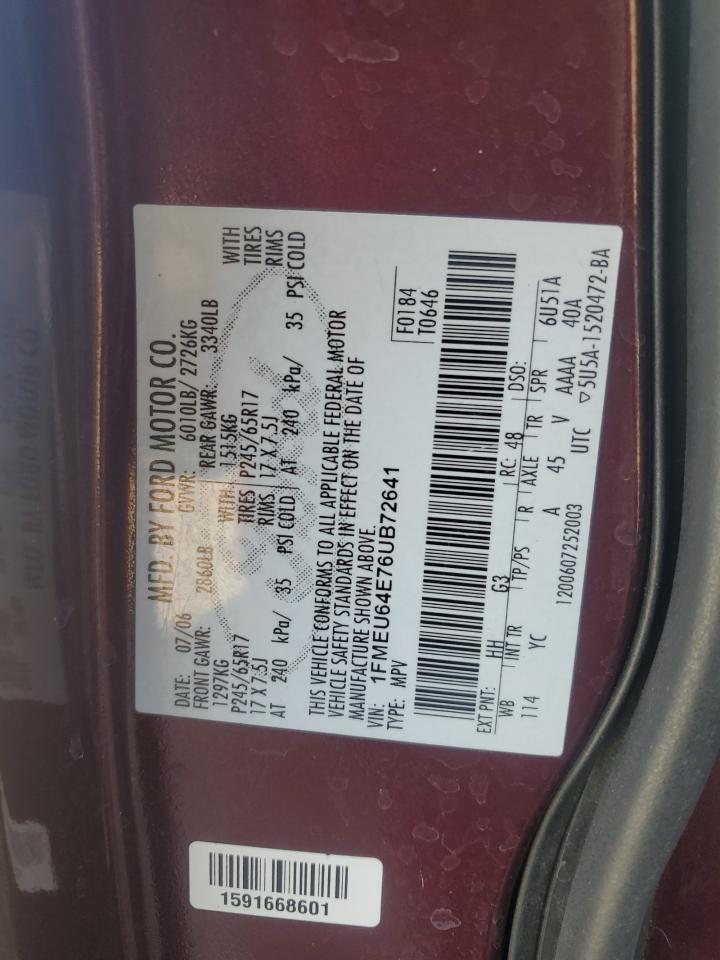 MFD. BY FORD MOTOR CO.
DATE: 07/06 GVWR: 6010LB/ 2726KG
FRONT GAWR: 2860LB REAR GAWR: 3340LB
1297KG WITH 1515KG WITH
P245/65R17 TIRES P245/65R17 TIRES
17 X 7.5J RIMS 17 X 7.5J RIMS
AT 240 kPa/ 35 PSI COLD AT 240 kPa/ 35 PSI COLD
THIS VEHICLE CONFORMS TO ALL APPLICABLE FEDERAL MOTOR
VEHICLE SAFETY STANDARDS IN EFFECT ON THE DATE OF
MANUFACTURE SHOWN ABOVE.
VIN: 1FMEU64E76UB72641
TYPE: MPV
F0184
T0646
EXT PNT: HH G3 RC: 48 DSO:
WB INT TR TP/PS R AXLE TR SPR 6U5TA
114 YC A 45 V AAAA 40A
1200607252003 UTC ▽5U5A-1520472-BA
1591668601